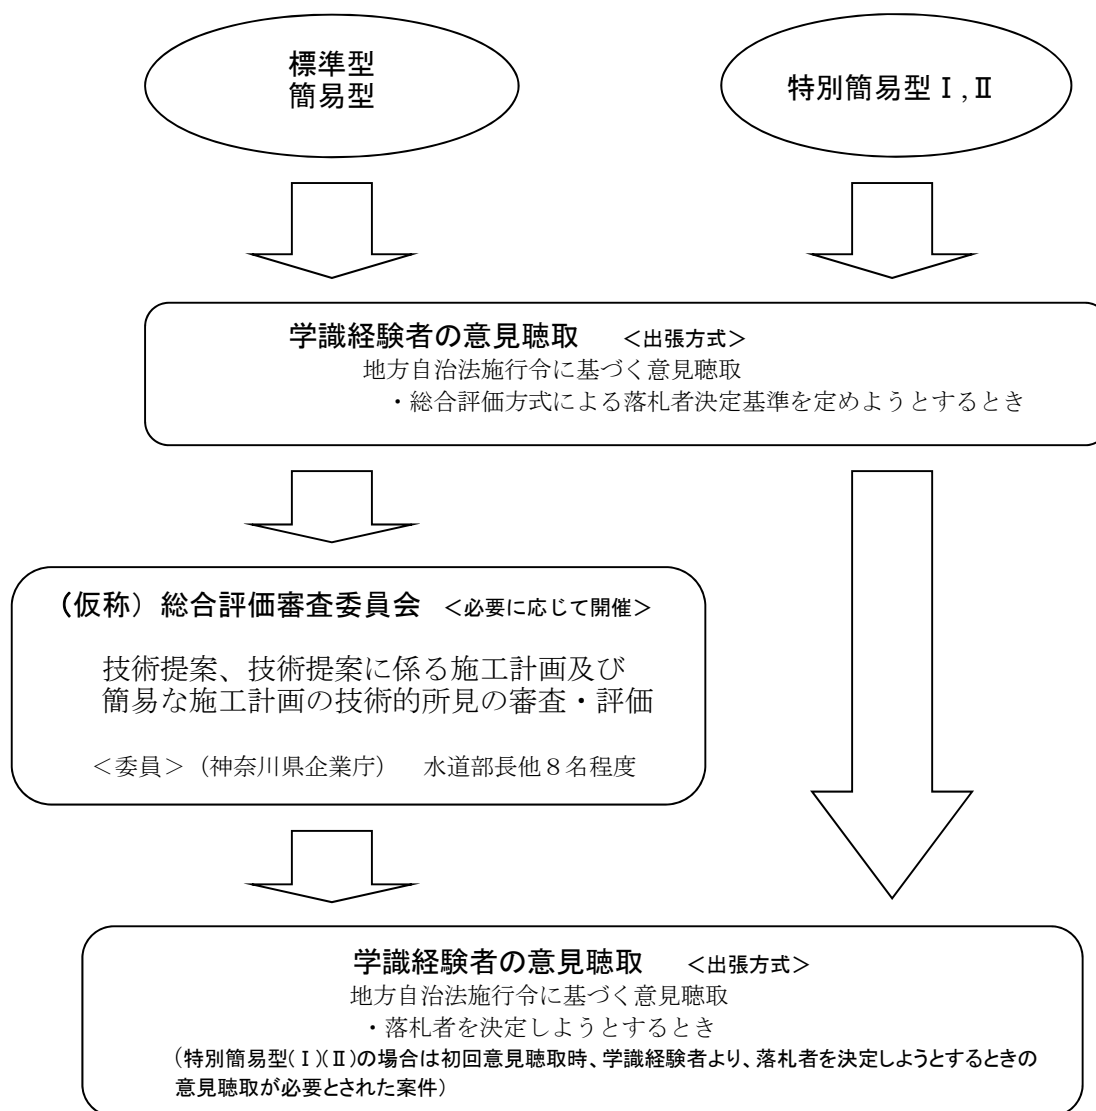 標準型
簡易型
特別簡易型Ⅰ,Ⅱ
学識経験者の意見聴取 <出張方式>
地方自治法施行令に基づく意見聴取
・総合評価方式による落札者決定基準を定めようとするとき
(仮称) 総合評価審査委員会 <必要に応じて開催>
技術提案、技術提案に係る施工計画及び
簡易な施工計画の技術的所見の審査・評価
<委員>(神奈川県企業庁) 水道部長他8名程度
学識経験者の意見聴取 <出張方式>
地方自治法施行令に基づく意見聴取
・落札者を決定しようとするとき
(特別簡易型(Ⅰ)(Ⅱ)の場合は初回意見聴取時、学識経験者より、落札者を決定しようとするときの
意見聴取が必要とされた案件)